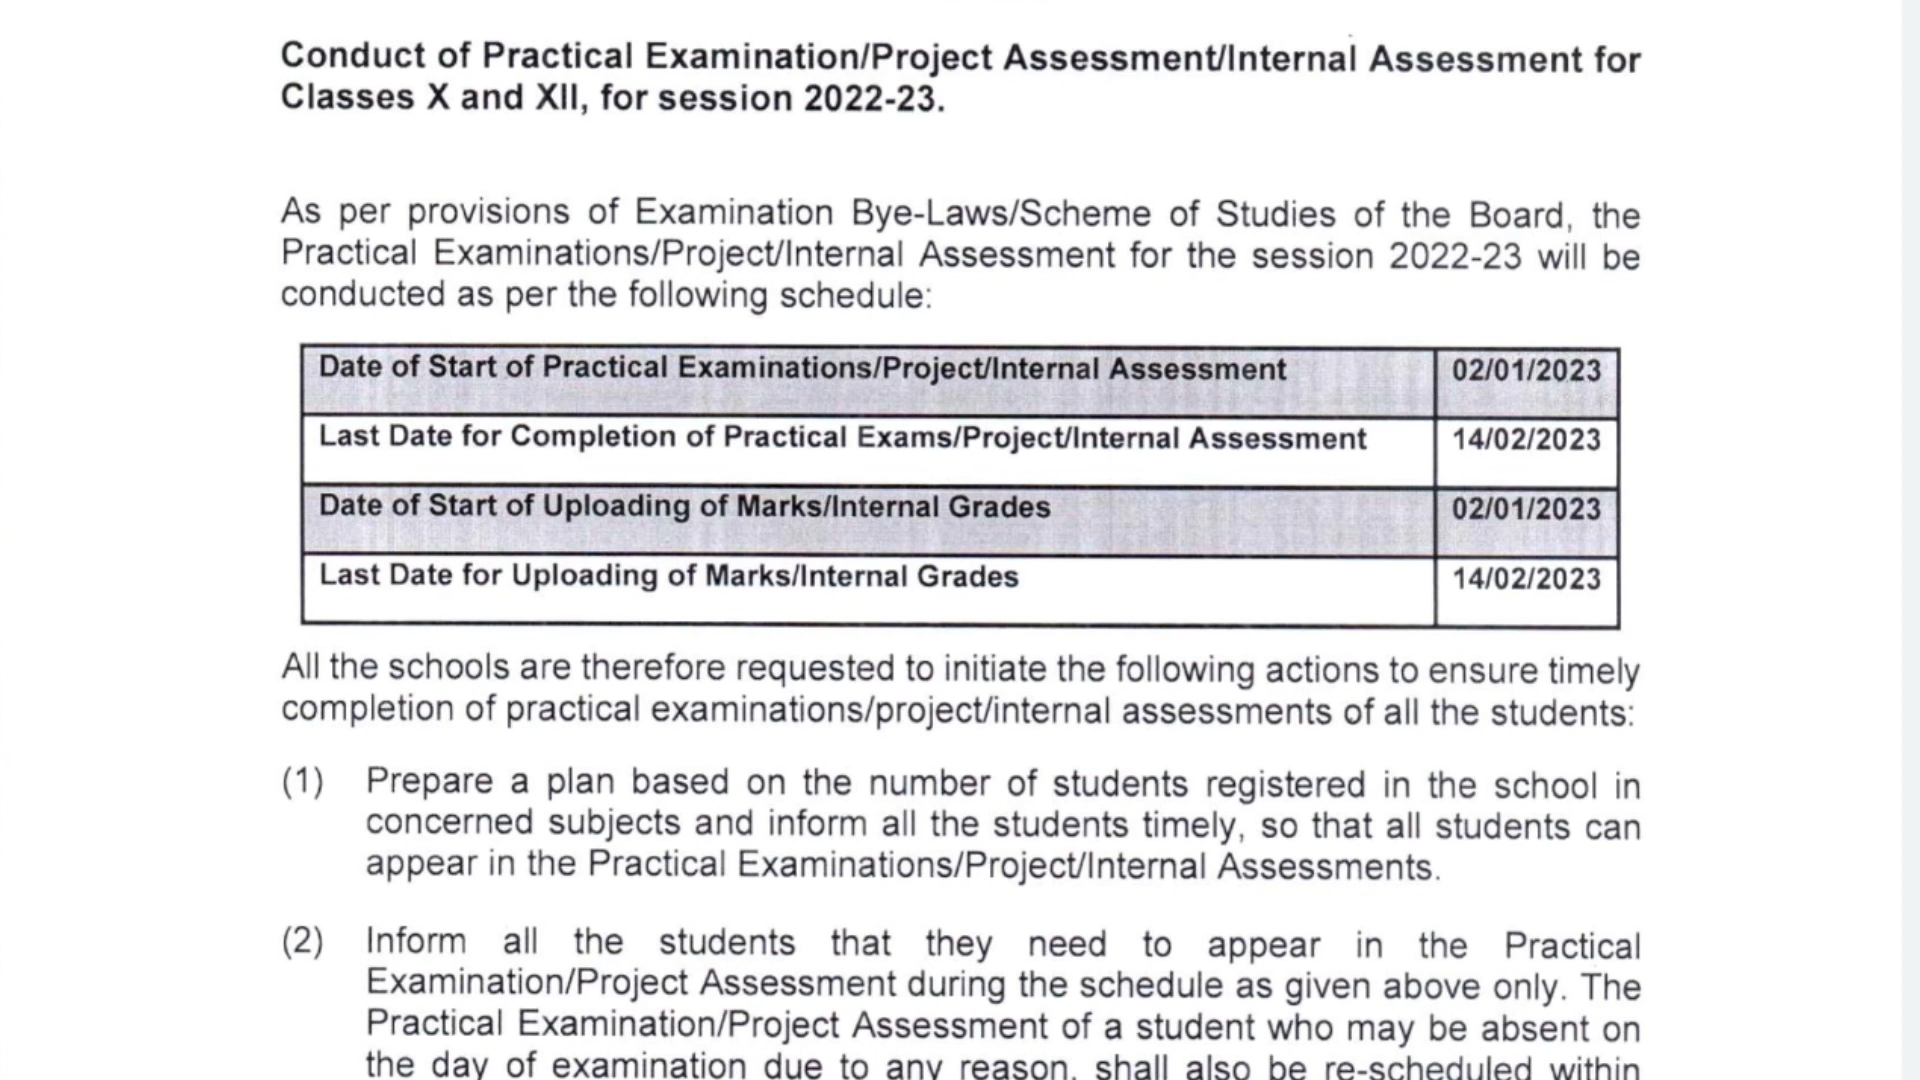 Conduct of Practical Examination/Project Assessment/Internal Assessment for
Classes X and XII, for session 2022-23.
As per provisions of Examination Bye-Laws/Scheme of Studies of the Board, the
Practical Examinations/Project/Internal Assessment for the session 2022-23 will be
conducted as per the following schedule:
Date of Start of Practical Examinations/Project/Internal Assessment 02/01/2023
Last Date for Completion of Practical Exams/Project/Internal Assessment 14/02/2023
Date of Start of Uploading of Marks/Internal Grades 02/01/2023
Last Date for Uploading of Marks/Internal Grades 14/02/2023
All the schools are therefore requested to initiate the following actions to ensure timely
completion of practical examinations/project/internal assessments of all the students:
(1) Prepare a plan based on the number of students registered in the school in
concerned subjects and inform all the students timely, so that all students can
appear in the Practical Examinations/Project/Internal Assessments.
(2) Inform all the students that they need to appear in the Practical
Examination/Project Assessment during the schedule as given above only. The
Practical Examination/Project Assessment of a student who may be absent on
the day of examination due to any reason, shall also be re-scheduled within